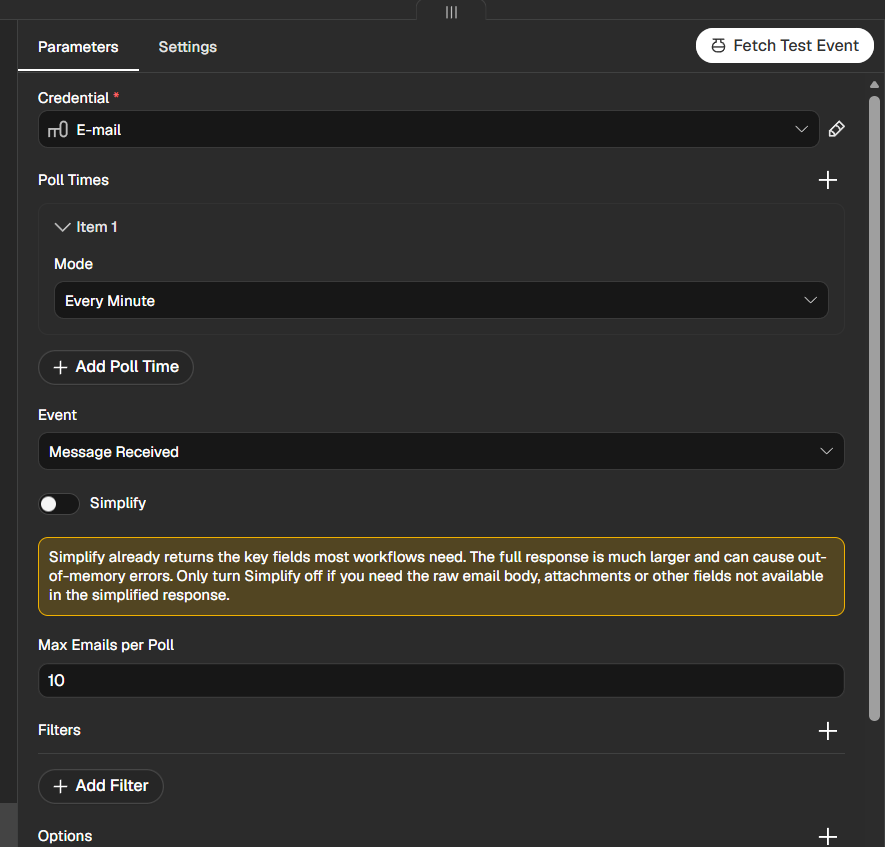 Parameters
Settings
Fetch Test Event
Credential *
E-mail
Poll Times
Item 1
Mode
Every Minute
Add Poll Time
Event
Message Received
Simplify
Simplify already returns the key fields most workflows need. The full response is much larger and can cause out-
of-memory errors. Only turn Simplify off if you need the raw email body, attachments or other fields not available
in the simplified response.
Max Emails per Poll
10
Filters
Add Filter
Options